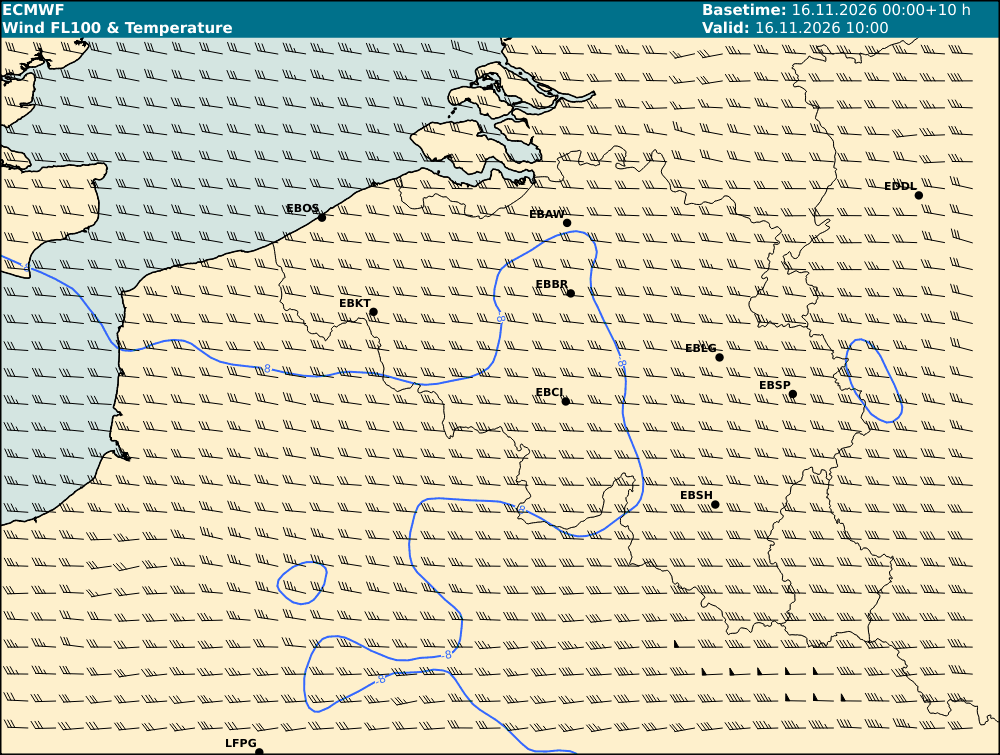 ECMWF
Basetime: 16.11.2026 00:00+10 h
Wind FL100 & Temperature
Valid: 16.11.2026 10:00
EDDL
EBOS
EBAW
EBBR
EBKT
-8
EBLG
-8
-8
EBSP
EBCI
EBSH
-8
-8
LFPG